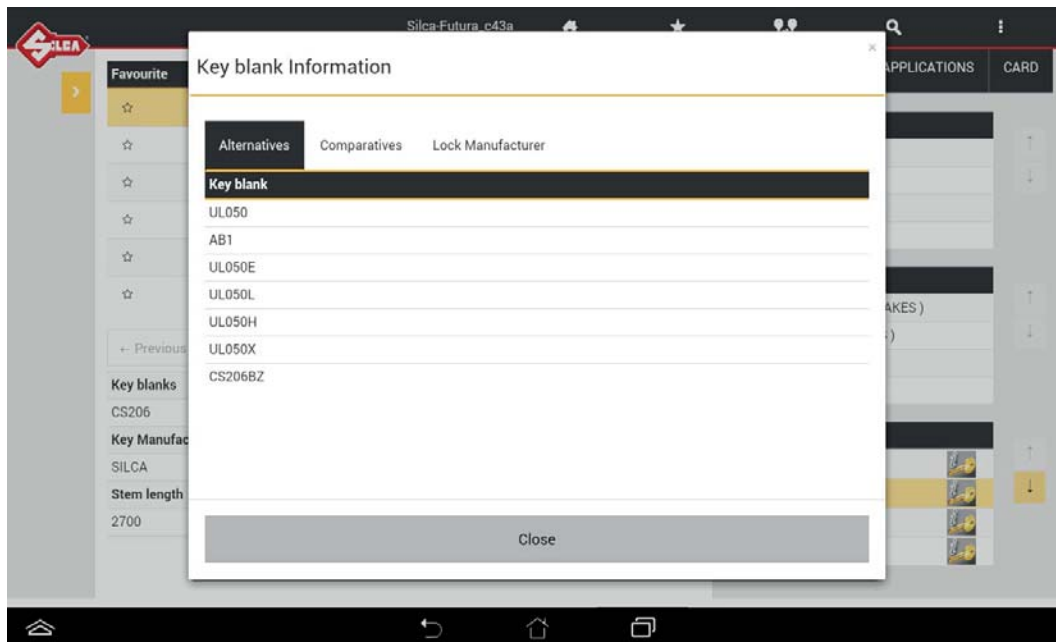 Silca-Futura_c43a
SILCA
APPLICATIONS CARD
Favourite
Key blank Information
×
Alternatives Comparatives Lock Manufacturer
Key blank
UL050
AB1
UL050E
UL050L
UL050H
UL050X
CS206BZ
Close
← Previous
Key blanks
CS206
Key Manufac
SILCA
Stem length
2700
AKES )
)